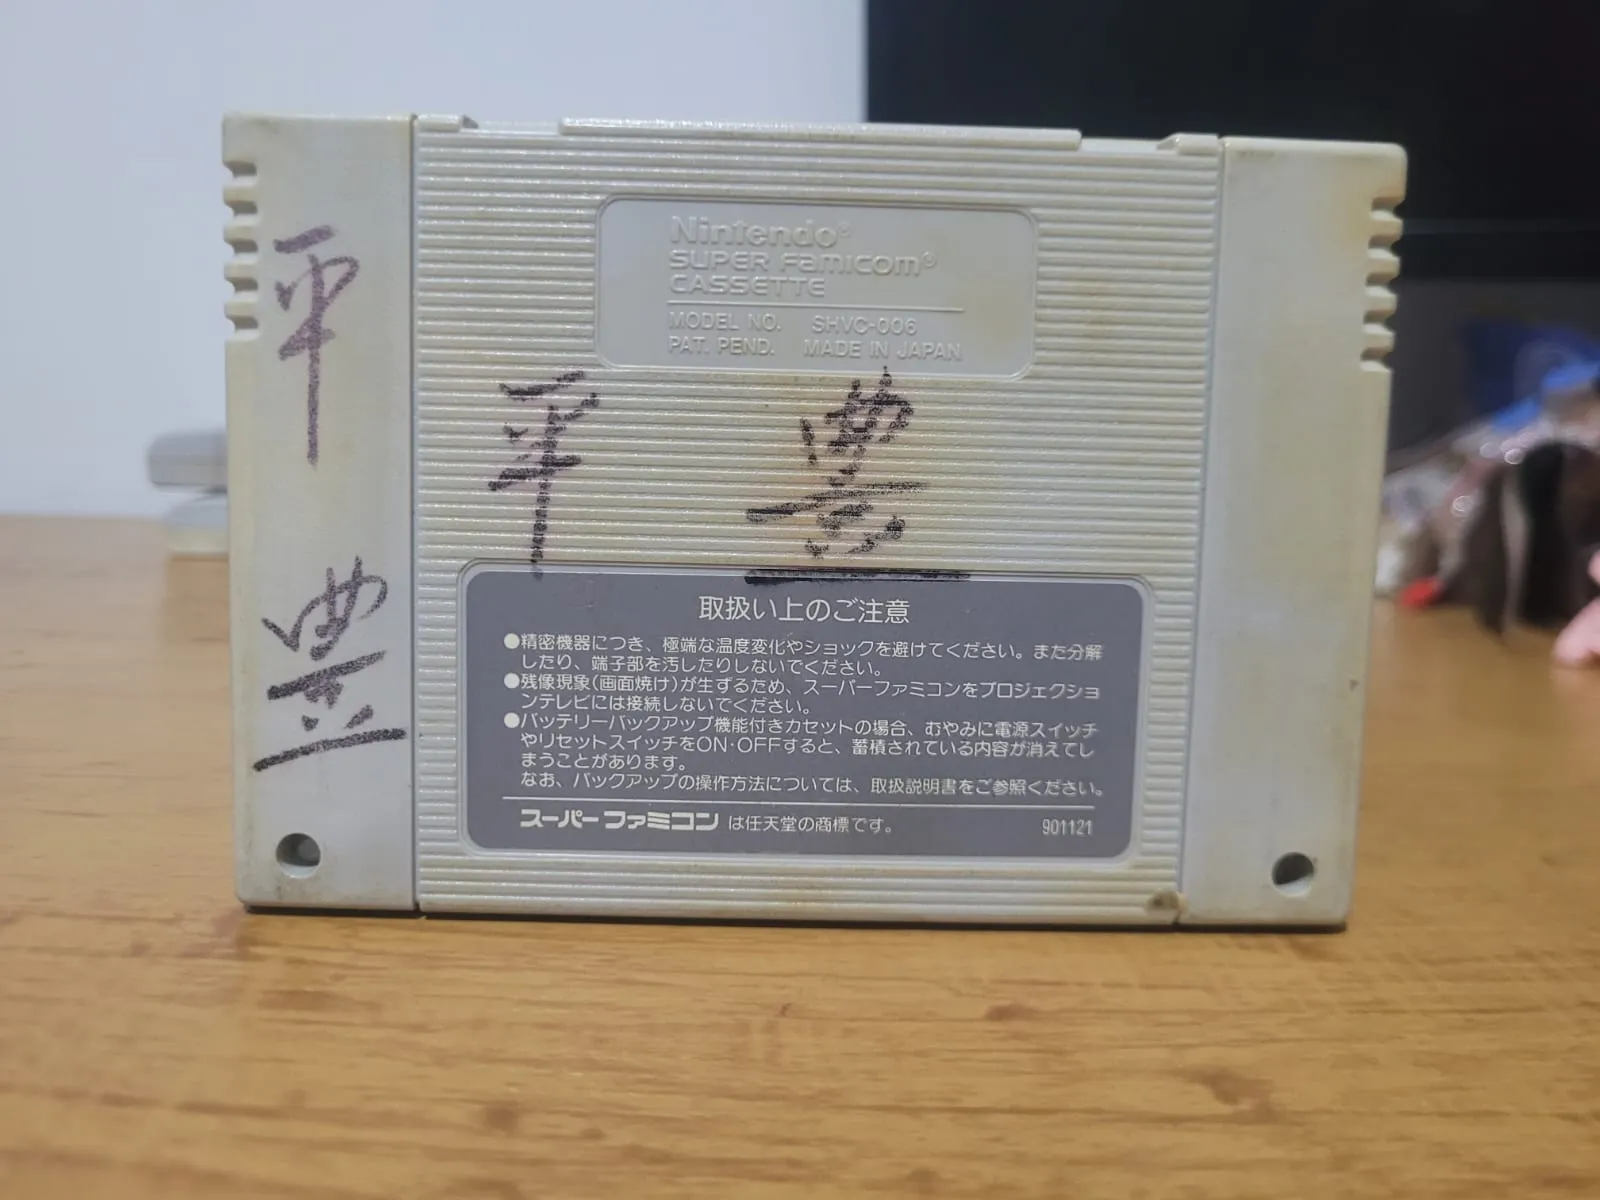 Nintendo®
SUPER FAMICOM®
CASSETTE
MODEL NO. SHVC-006
PAT. PEND. MADE IN JAPAN
平
豊
平 豊
取扱い上のご注意
●精密機器につき、極端な温度変化やショックを避けてください。また分解
したり、端子部を汚したりしないでください。
●残像現象(画面焼け)が生ずるため、スーパーファミコンをプロジェクショ
ンテレビには接続しないでください。
●バッテリーバックアップ機能付きカセットの場合、むやみに電源スイッチ
やリセットスイッチをON・OFFすると、蓄積されている内容が消えてし
まうことがあります。
なお、バックアップの操作方法については、取扱説明書をご参照ください。
スーパーファミコン は任天堂の商標です。 901121